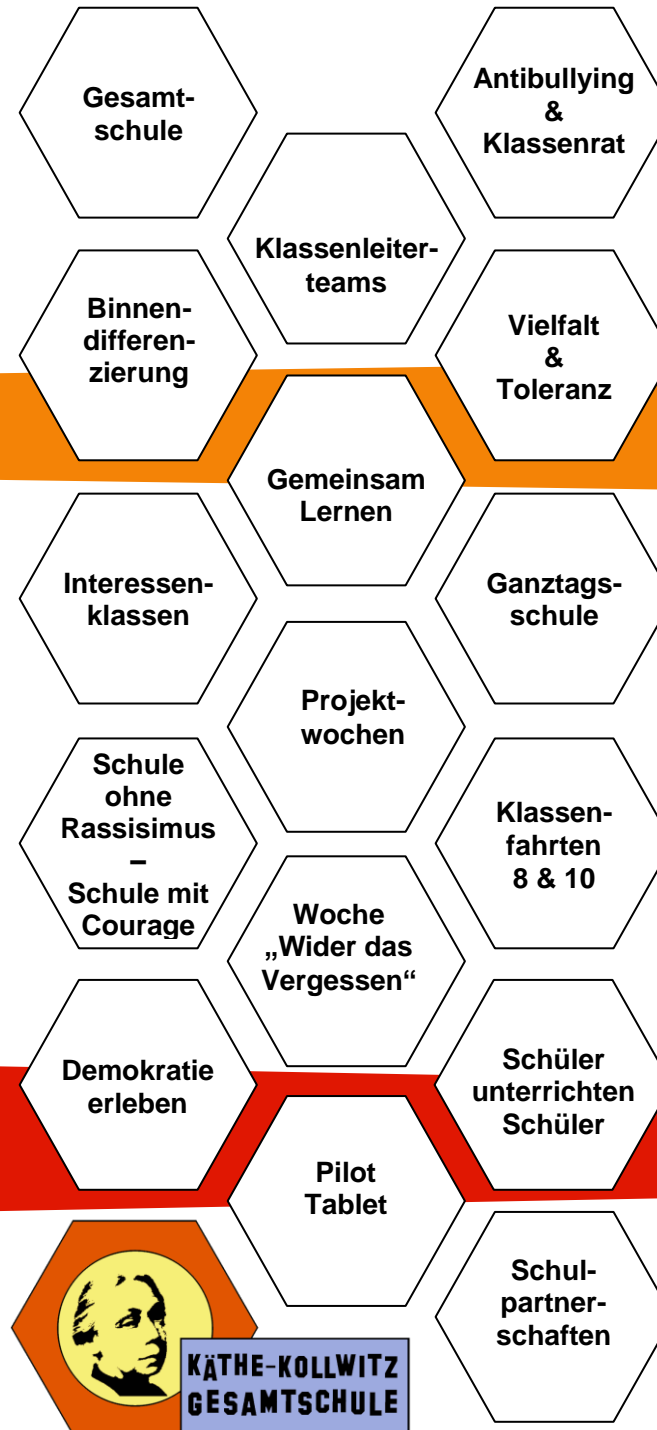 Gesamt-
schule
Antibullying
&
Klassenrat
Klassenleiter-
teams
Binnen-
differen-
zierung
Vielfalt
&
Toleranz
Gemeinsam
Lernen
Interessen-
klassen
Ganztags-
schule
Projekt-
wochen
Schule
ohne
Rassisimus
–
Schule mit
Courage
Klassen-
fahrten
8 & 10
Woche
„Wider das
Vergessen“
Demokratie
erleben
Schüler
unterrichten
Schüler
Pilot
Tablet
Schul-
partner-
schaften
KÄTHE-KOLLWITZ
GESAMTSCHULE